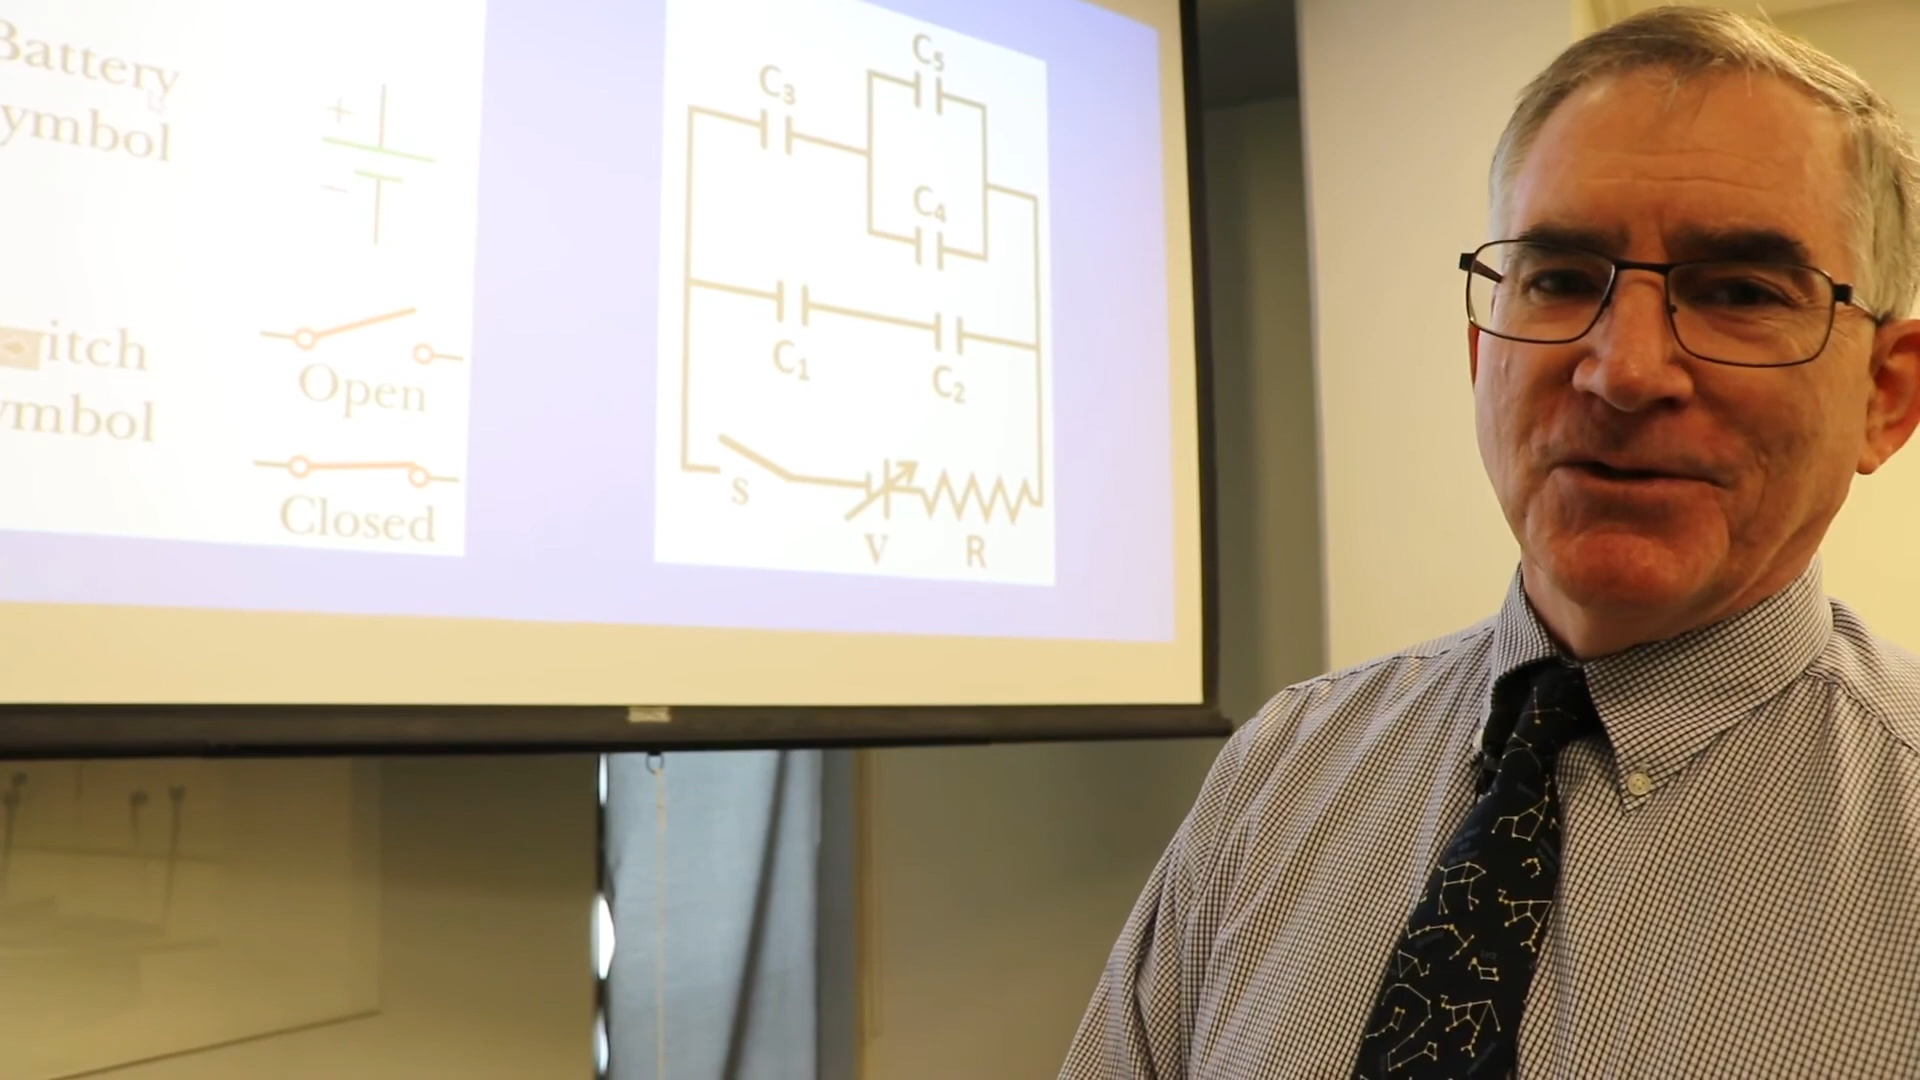 Battery
ymbol
+
−
itch
ymbol
Open
Closed
C₅
C₃
C₄
C₁
C₂
S
V
R